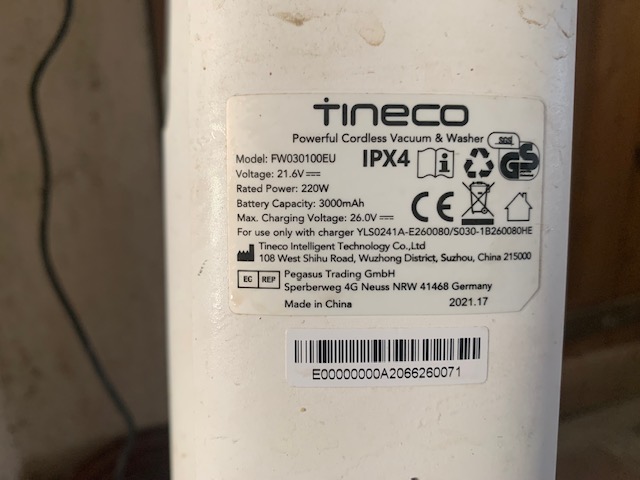 TINECO
Powerful Cordless Vacuum & Washer
SGS
GS
Model: FW030100EU
IPX4
Voltage: 21.6V⎓
Rated Power: 220W
Battery Capacity: 3000mAh
CE
Max. Charging Voltage: 26.0V⎓
For use only with charger YLS0241A-E260080/S030-1B260080HE
Tineco Intelligent Technology Co.,Ltd
108 West Shihu Road, Wuzhong District, Suzhou, China 215000
EC REP
Pegasus Trading GmbH
Sperberweg 4G Neuss NRW 41468 Germany
Made in China
2021.17
E00000000A2066260071